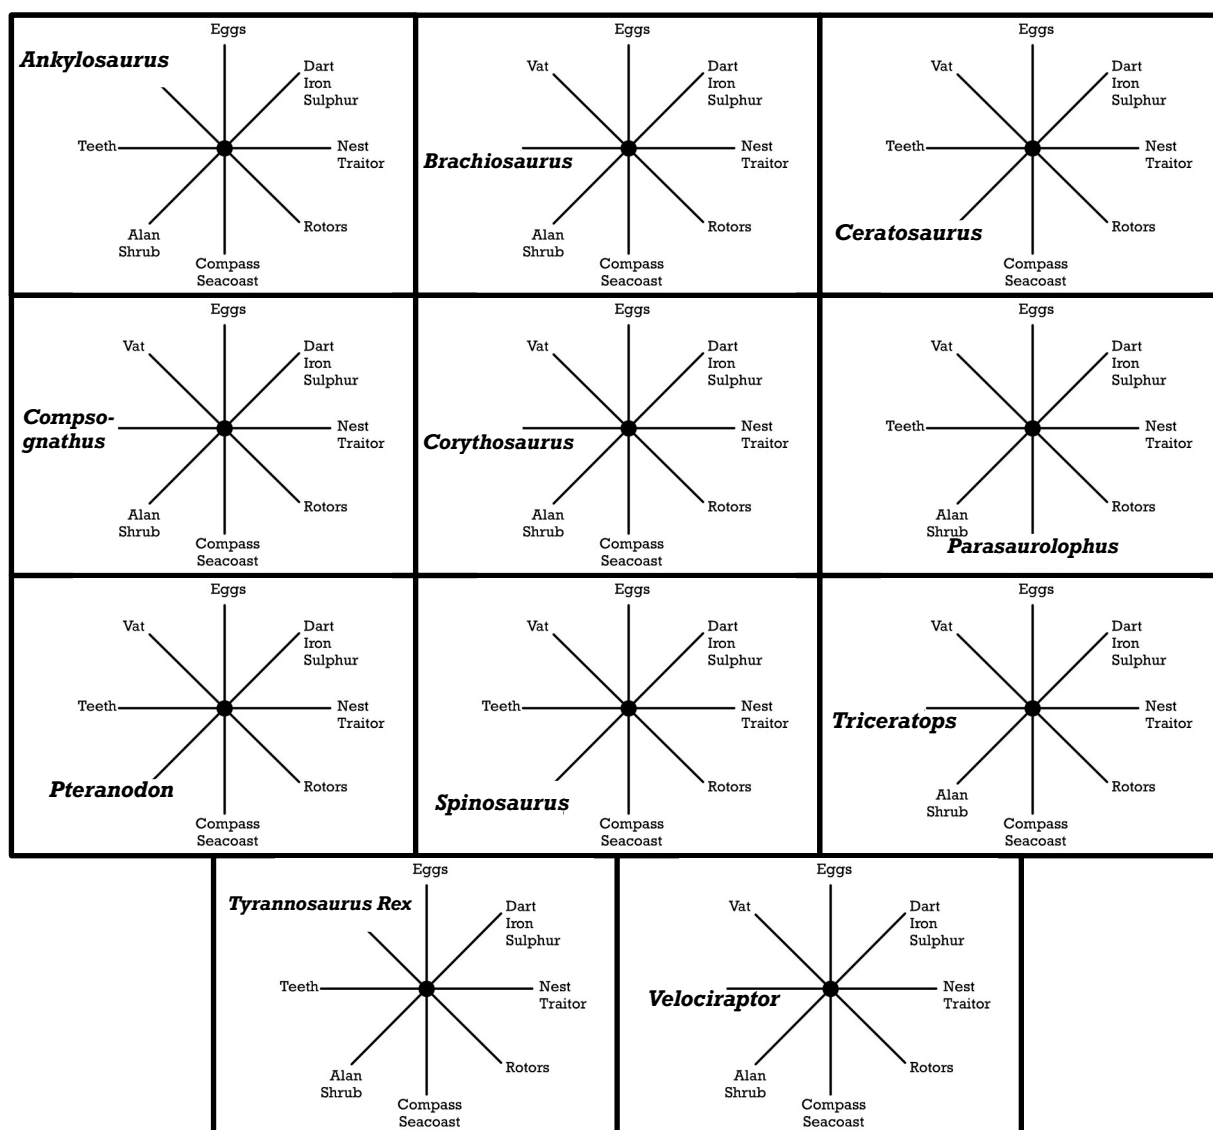 Eggs
Ankylosaurus
Dart
Iron
Sulphur
Teeth
Nest
Traitor
Alan
Shrub
Rotors
Compass
Seacoast
Eggs
Vat
Dart
Iron
Sulphur
Brachiosaurus
Nest
Traitor
Alan
Shrub
Rotors
Compass
Seacoast
Eggs
Vat
Dart
Iron
Sulphur
Teeth
Nest
Traitor
Ceratosaurus
Rotors
Compass
Seacoast
Eggs
Vat
Dart
Iron
Sulphur
Compso-
gnathus
Nest
Traitor
Alan
Shrub
Rotors
Compass
Seacoast
Eggs
Vat
Dart
Iron
Sulphur
Corythosaurus
Nest
Traitor
Alan
Shrub
Rotors
Compass
Seacoast
Eggs
Vat
Dart
Iron
Sulphur
Teeth
Nest
Traitor
Alan
Shrub
Rotors
Parasaurolophus
Eggs
Vat
Dart
Iron
Sulphur
Teeth
Nest
Traitor
Pteranodon
Rotors
Compass
Seacoast
Eggs
Vat
Dart
Iron
Sulphur
Teeth
Nest
Traitor
Spinosaurus
Rotors
Compass
Seacoast
Eggs
Vat
Dart
Iron
Sulphur
Triceratops
Nest
Traitor
Alan
Shrub
Rotors
Compass
Seacoast
Eggs
Tyrannosaurus Rex
Dart
Iron
Sulphur
Teeth
Nest
Traitor
Alan
Shrub
Rotors
Compass
Seacoast
Eggs
Vat
Dart
Iron
Sulphur
Velociraptor
Nest
Traitor
Alan
Shrub
Rotors
Compass
Seacoast